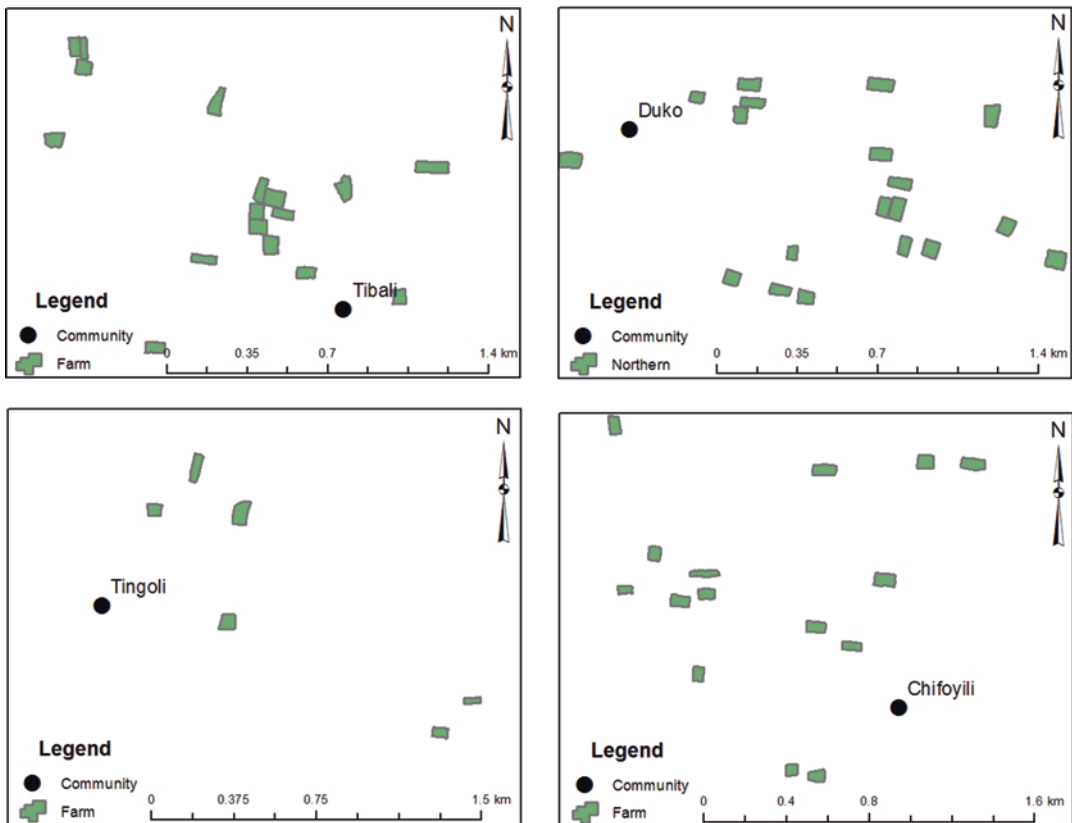 N
Tibali
Legend
Community
Farm
0 0.35 0.7 1.4 km
N
Duko
Legend
Community
Northern
0 0.35 0.7 1.4 km
N
Tingoli
Legend
Community
Farm
0 0.375 0.75 1.5 km
N
Chifoyili
Legend
Community
Farm
0 0.4 0.8 1.6 km